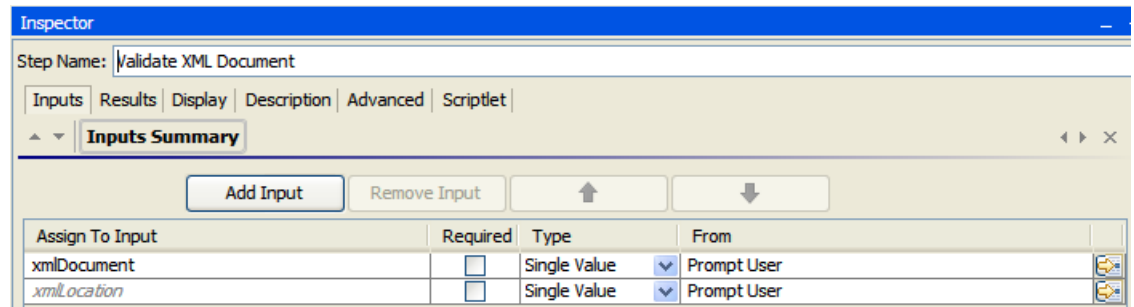 Inspector
Step Name: Validate XML Document
Inputs Results Display Description Advanced Scriptlet
Inputs Summary
Add Input Remove Input
Assign To Input Required Type From
xmlDocument Single Value Prompt User
xmlLocation Single Value Prompt User